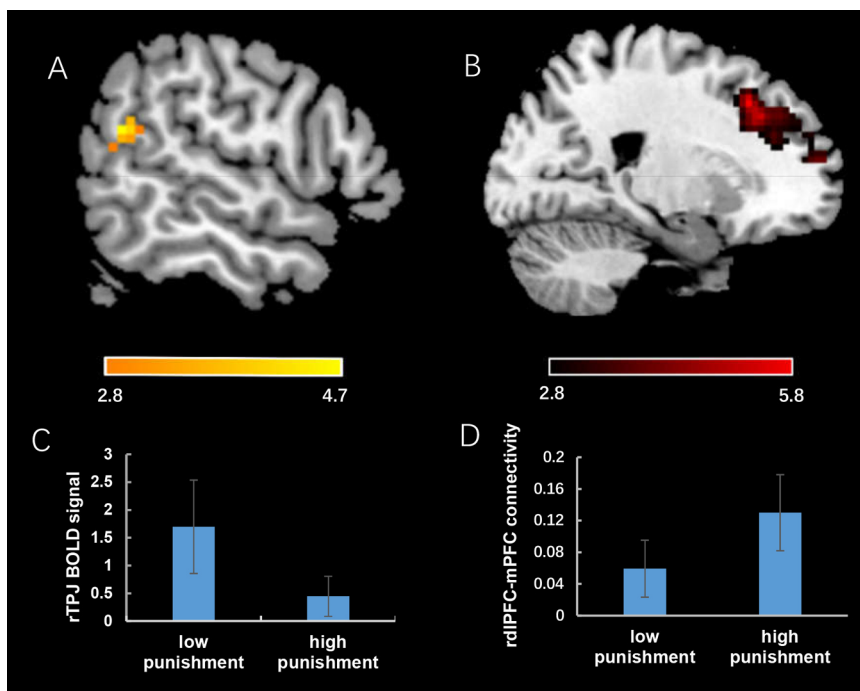 A
B
2.8
4.7
2.8
5.8
C
rTPJ BOLD signal
3
2.5
2
1.5
1
0.5
0
low
punishment
high
punishment
D
rdlPFC-mPFC connectivity
0.2
0.16
0.12
0.08
0.04
0
low
punishment
high
punishment